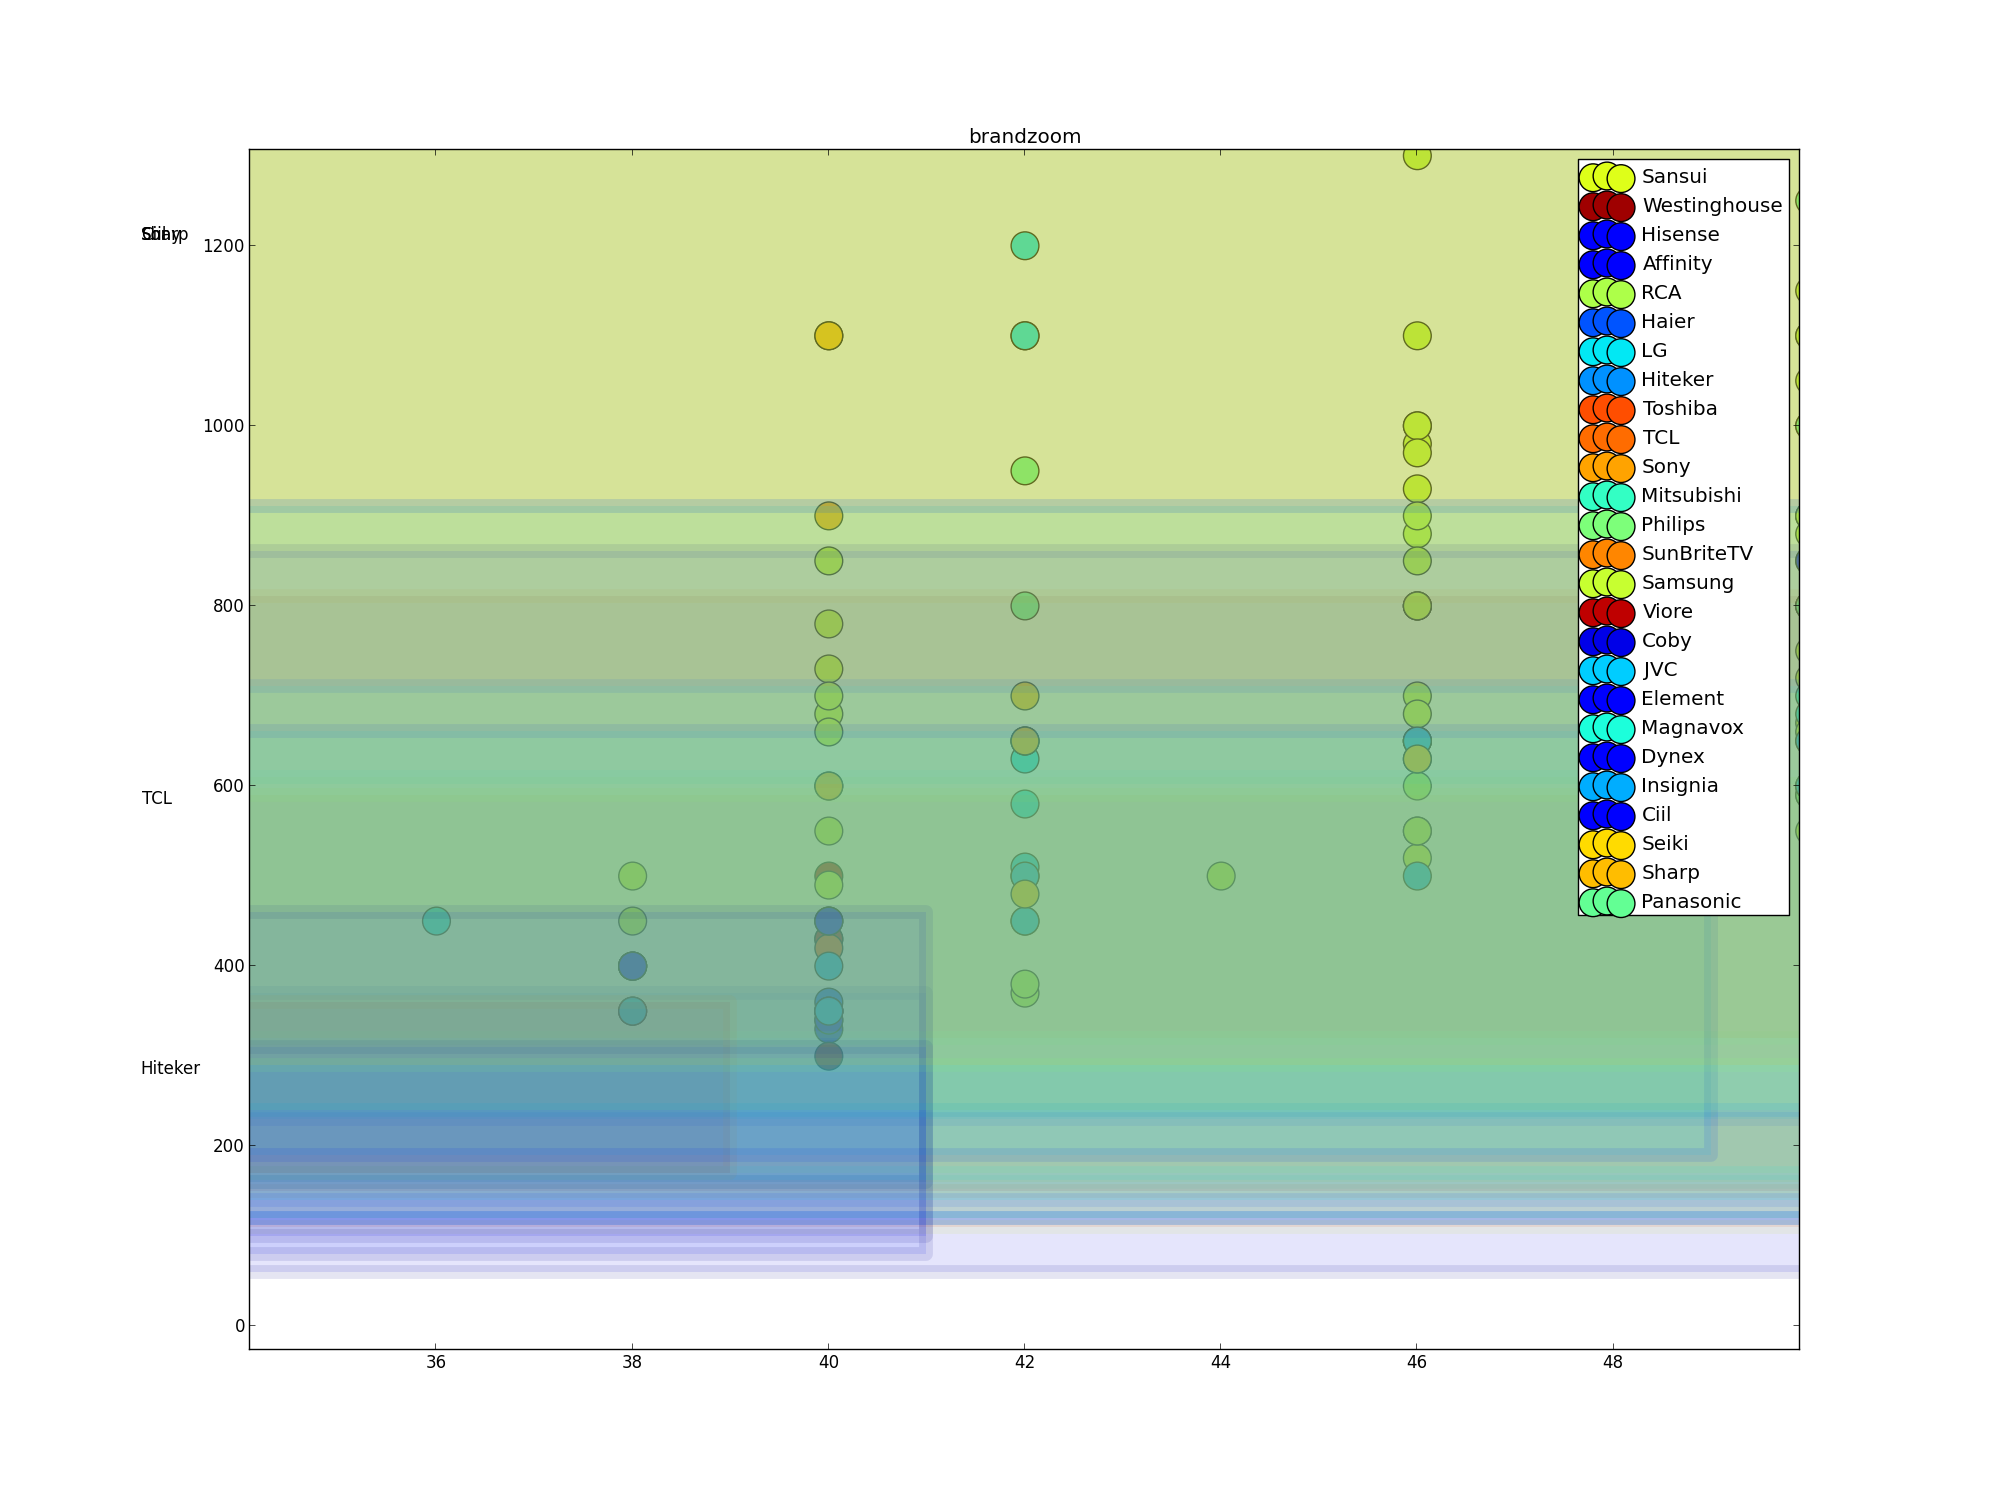 brandzoom
Sharp
1200
1000
800
600
400
200
0
TCL
Hiteker
36
38
40
42
44
46
48
Sansui
Westinghouse
Hisense
Affinity
RCA
Haier
LG
Hiteker
Toshiba
TCL
Sony
Mitsubishi
Philips
SunBriteTV
Samsung
Viore
Coby
JVC
Element
Magnavox
Dynex
Insignia
Ciil
Seiki
Sharp
Panasonic